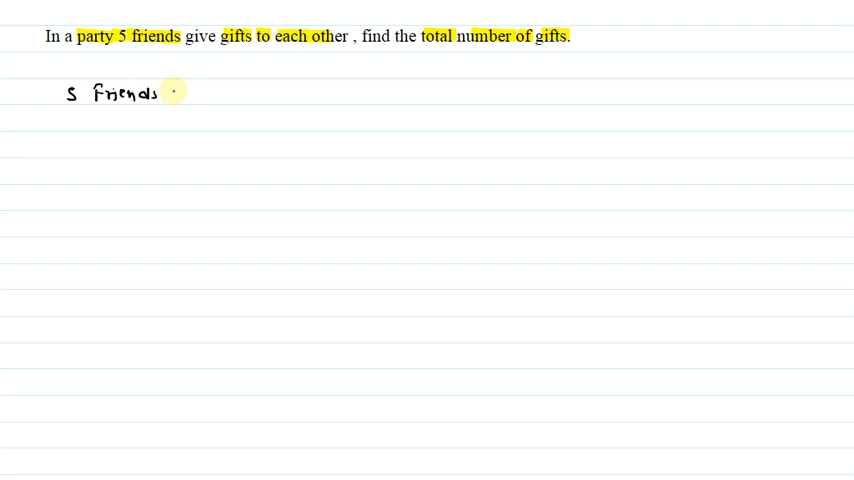 In a party 5 friends give gifts to each other , find the total number of gifts.
5 Friends